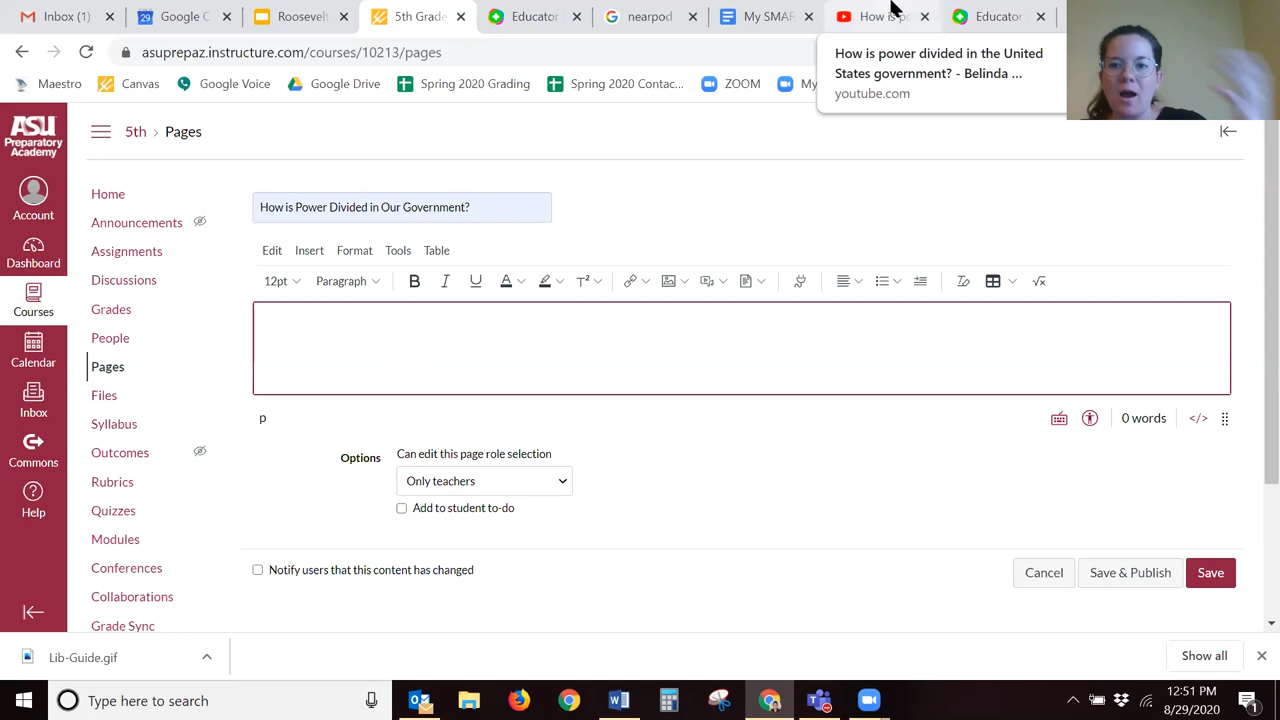 Inbox (1)
Google C
Roosevel
5th Grade
Educator
nearpod
My SMAR
How is po
Educator
asuprepaz.instructure.com/courses/10213/pages
Maestro
Canvas
Google Voice
Google Drive
Spring 2020 Grading
Spring 2020 Contac...
ZOOM
My
How is power divided in the United
States government? - Belinda ...
youtube.com
ASU
Preparatory
Academy
Account
Dashboard
Courses
Calendar
Inbox
Commons
Help
5th > Pages
Home
Announcements
Assignments
Discussions
Grades
People
Pages
Files
Syllabus
Outcomes
Rubrics
Quizzes
Modules
Conferences
Collaborations
Grade Sync
How is Power Divided in Our Government?
Edit Insert Format Tools Table
12pt Paragraph B I U A T²
p
0 words </>
Options
Can edit this page role selection
Only teachers
Add to student to-do
Notify users that this content has changed
Cancel
Save & Publish
Save
Lib-Guide.gif
Show all
Type here to search
12:51 PM
8/29/2020